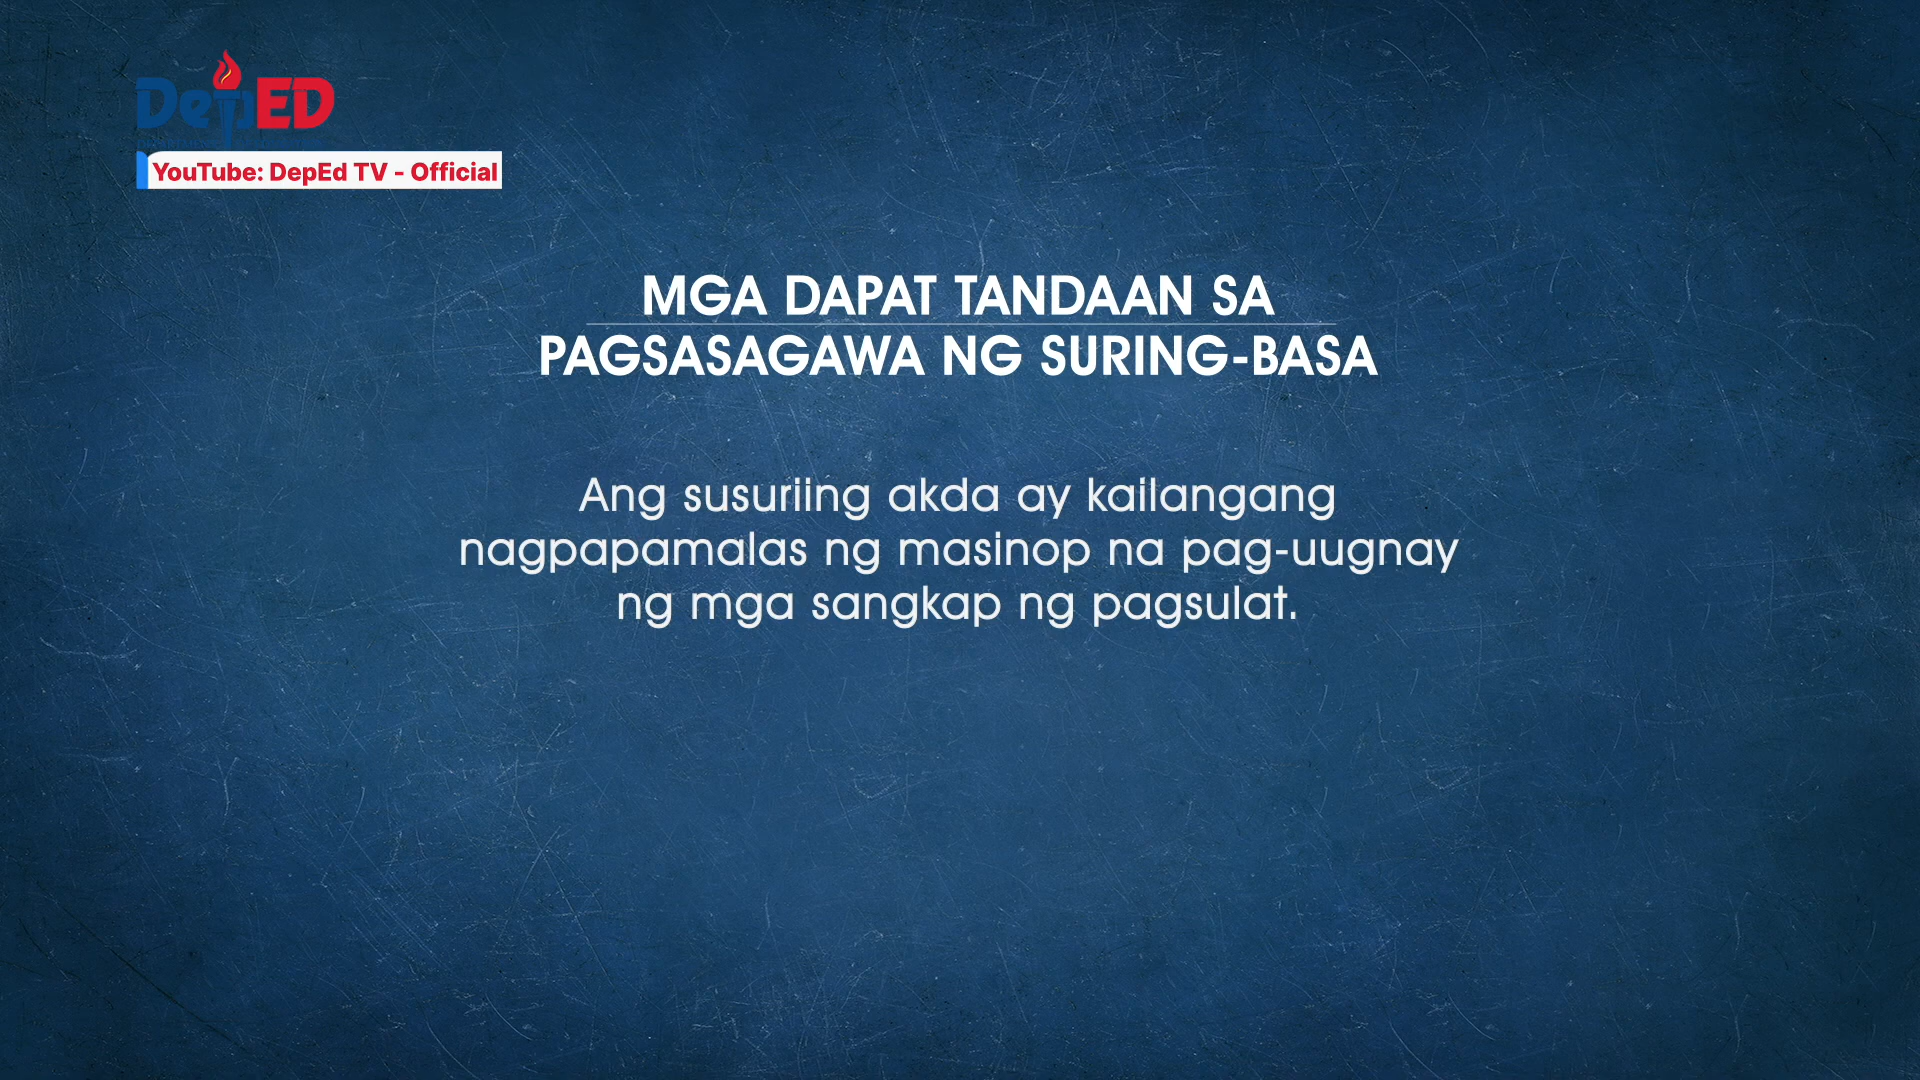 DepED
YouTube: DepEd TV - Official
MGA DAPAT TANDAAN SA
PAGSASAGAWA NG SURING-BASA
Ang susuriing akda ay kailangang
nagpapamalas ng masinop na pag-uugnay
ng mga sangkap ng pagsulat.